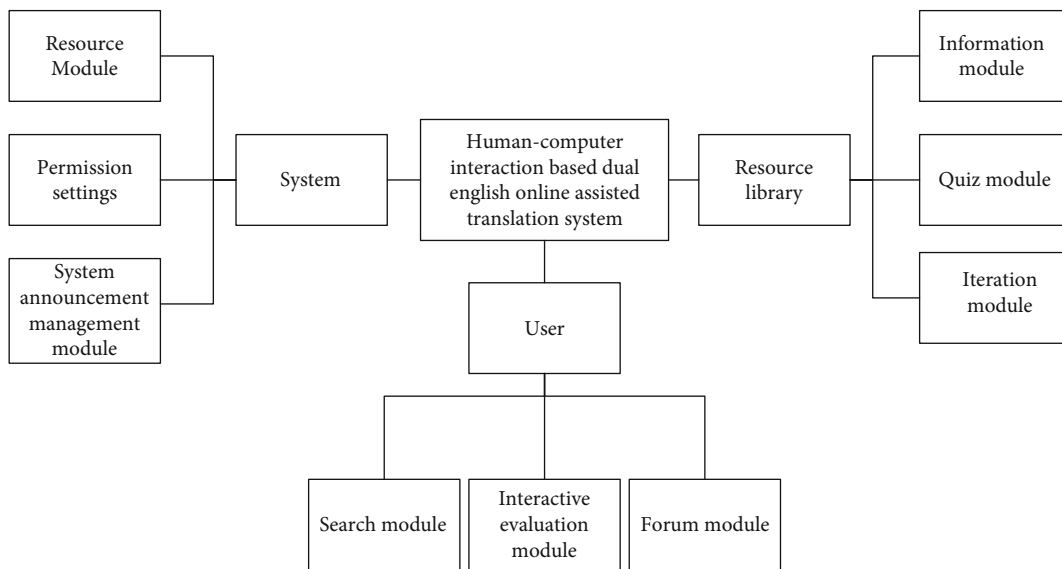 Resource
Module
Permission
settings
System
announcement
management
module
System
Human-computer
interaction based dual
english online assisted
translation system
Resource
library
Information
module
Quiz module
Iteration
module
User
Search module
Interactive
evaluation
module
Forum module